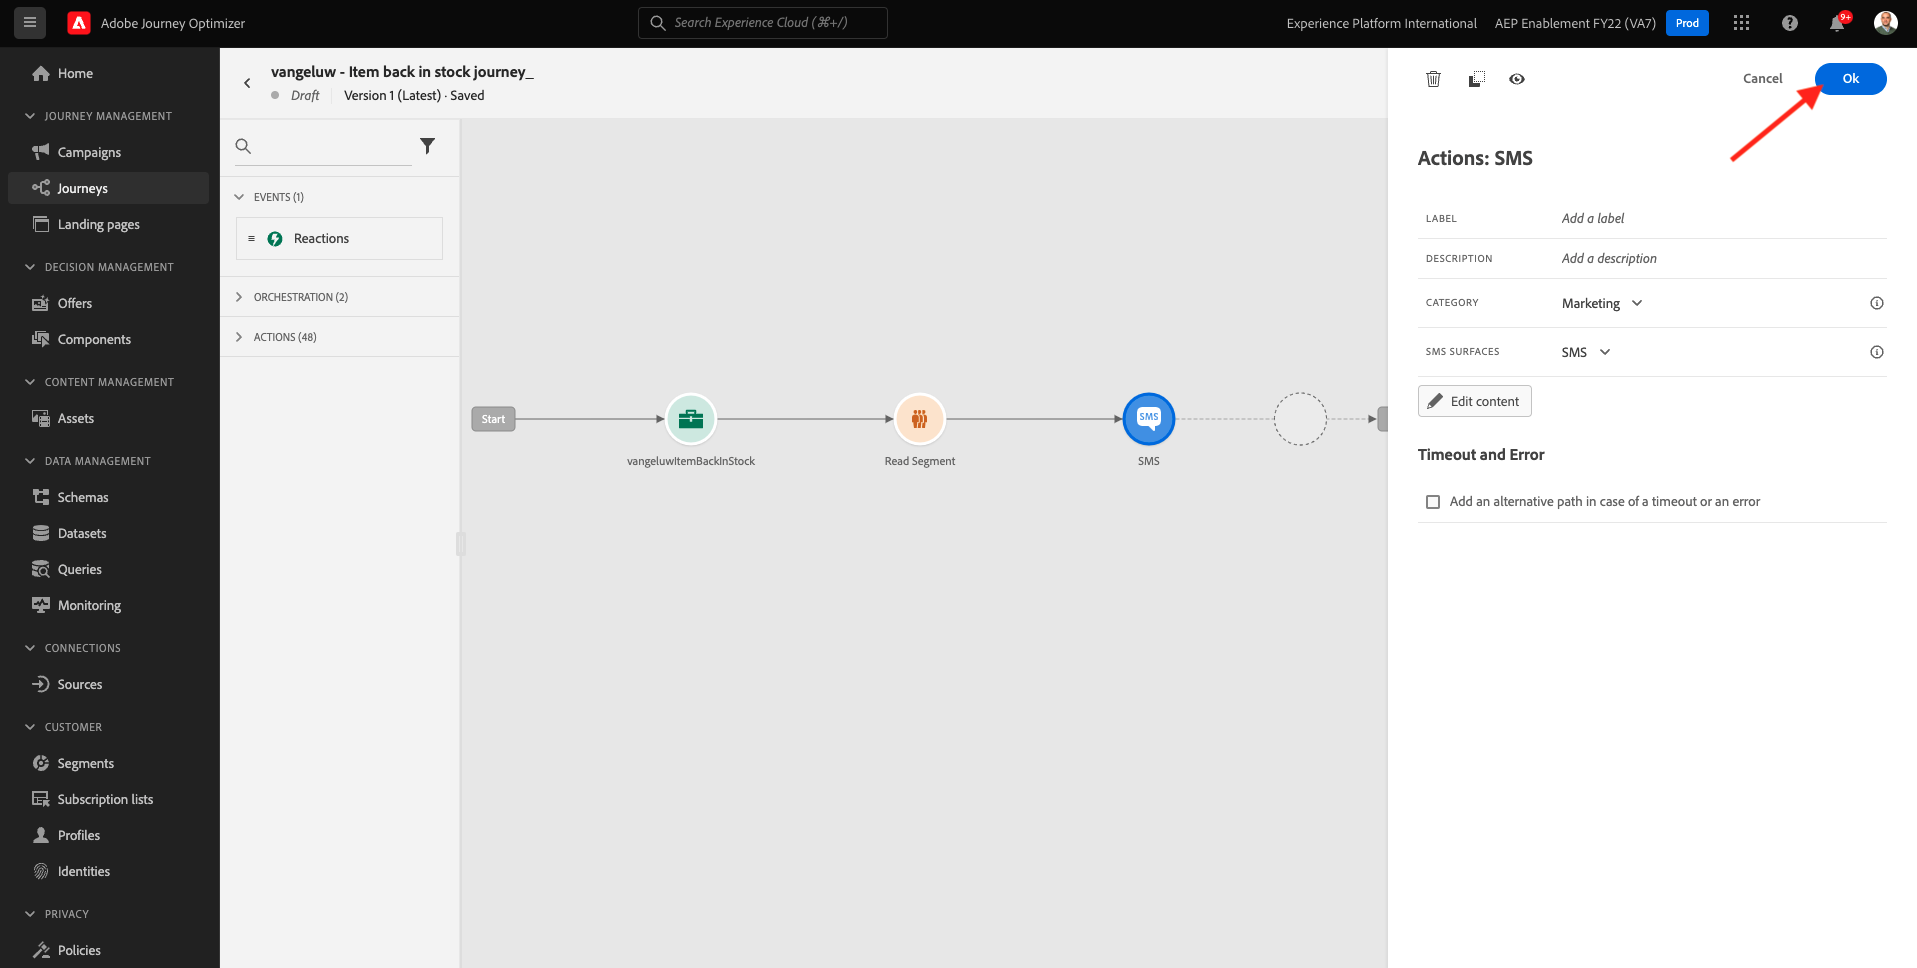 Adobe Journey Optimizer
Search Experience Cloud (⌘+/)
Experience Platform International
AEP Enablement FY22 (VA7)
Prod
9+
Home
JOURNEY MANAGEMENT
Campaigns
Journeys
Landing pages
DECISION MANAGEMENT
Offers
Components
CONTENT MANAGEMENT
Assets
DATA MANAGEMENT
Schemas
Datasets
Queries
Monitoring
CONNECTIONS
Sources
CUSTOMER
Segments
Subscription lists
Profiles
Identities
PRIVACY
Policies
vangeluw - Item back in stock journey_
Draft
Version 1 (Latest) · Saved
EVENTS (1)
Reactions
ORCHESTRATION (2)
ACTIONS (48)
Start
vangeluwItemBackInStock
Read Segment
SMS
SMS
Cancel
Ok
Actions: SMS
LABEL
Add a label
DESCRIPTION
Add a description
CATEGORY
Marketing
SMS SURFACES
SMS
Edit content
Timeout and Error
Add an alternative path in case of a timeout or an error